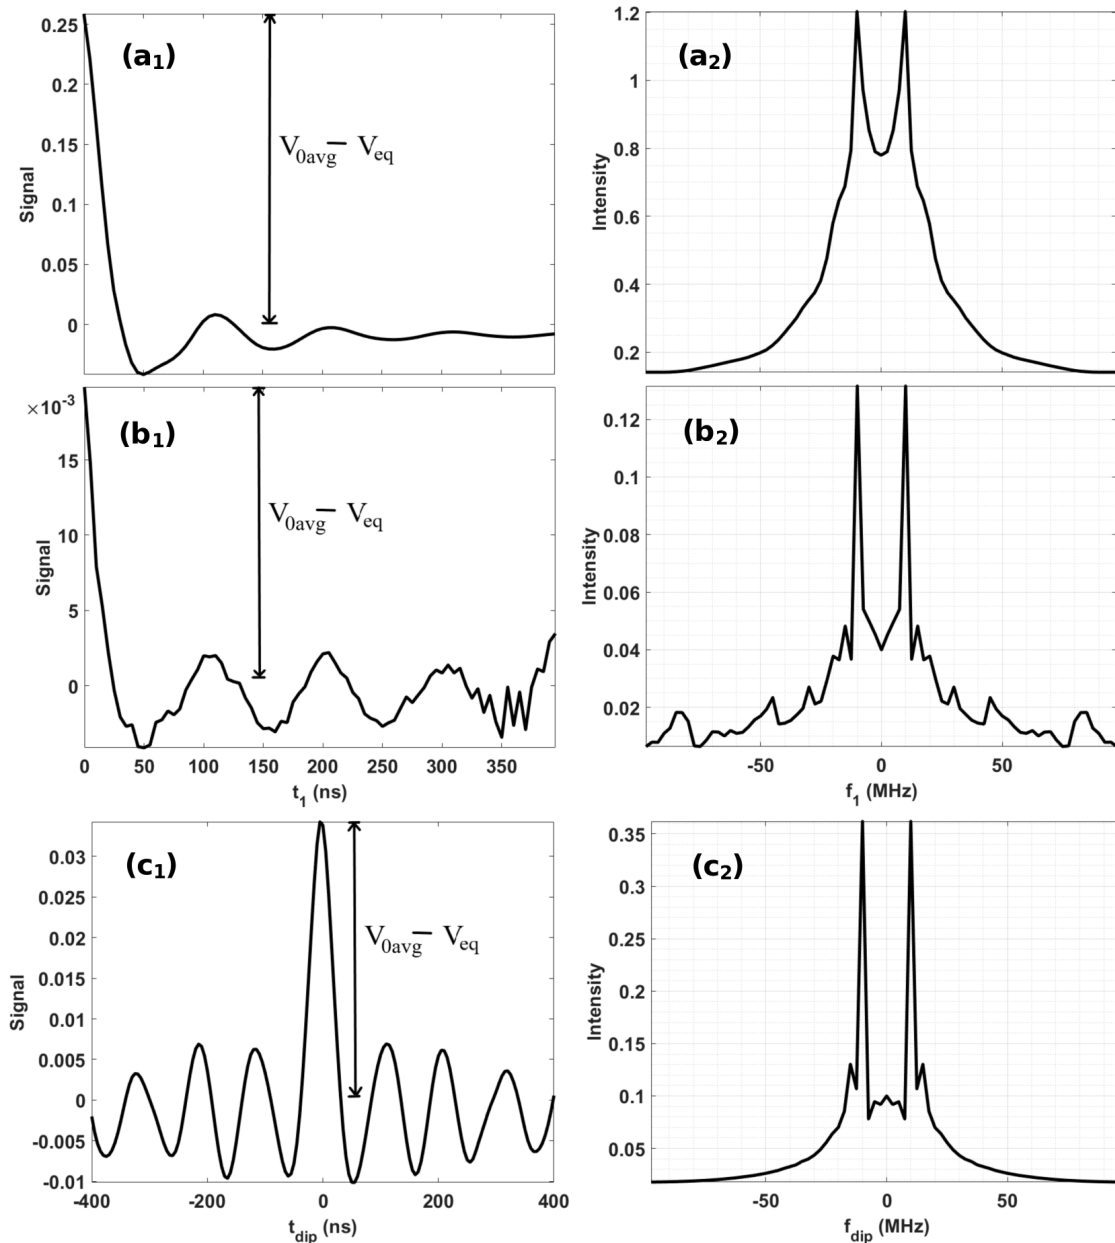 (a₁)
V0avg — Veq
Signal
0.25
0.2
0.15
0.1
0.05
0
(a₂)
Intensity
1.2
1
0.8
0.6
0.4
0.2
(b₁)
V0avg — Veq
Signal
×10⁻³
15
10
5
0
0 50 100 150 200 250 300 350
t₁ (ns)
(b₂)
Intensity
0.12
0.1
0.08
0.06
0.04
0.02
-50 0 50
f₁ (MHz)
(c₁)
V0avg — Veq
Signal
0.03
0.025
0.02
0.015
0.01
0.005
0
-0.005
-0.01
-400 -200 0 200 400
tdip (ns)
(c₂)
Intensity
0.35
0.3
0.25
0.2
0.15
0.1
0.05
-50 0 50
fdip (MHz)